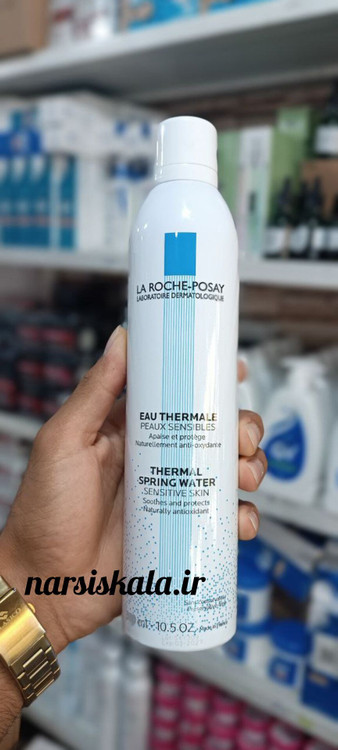 LA ROCHE-POSAY
LABORATOIRE DERMATOLOGIQUE
EAU THERMALE
PEAUX SENSIBLES
Apaise et protège
Naturellement anti-oxydante
THERMAL
SPRING WATER
SENSITIVE SKIN
Soothes and protects
Naturally antioxidant
narsiskala.ir
10.5 OZ.